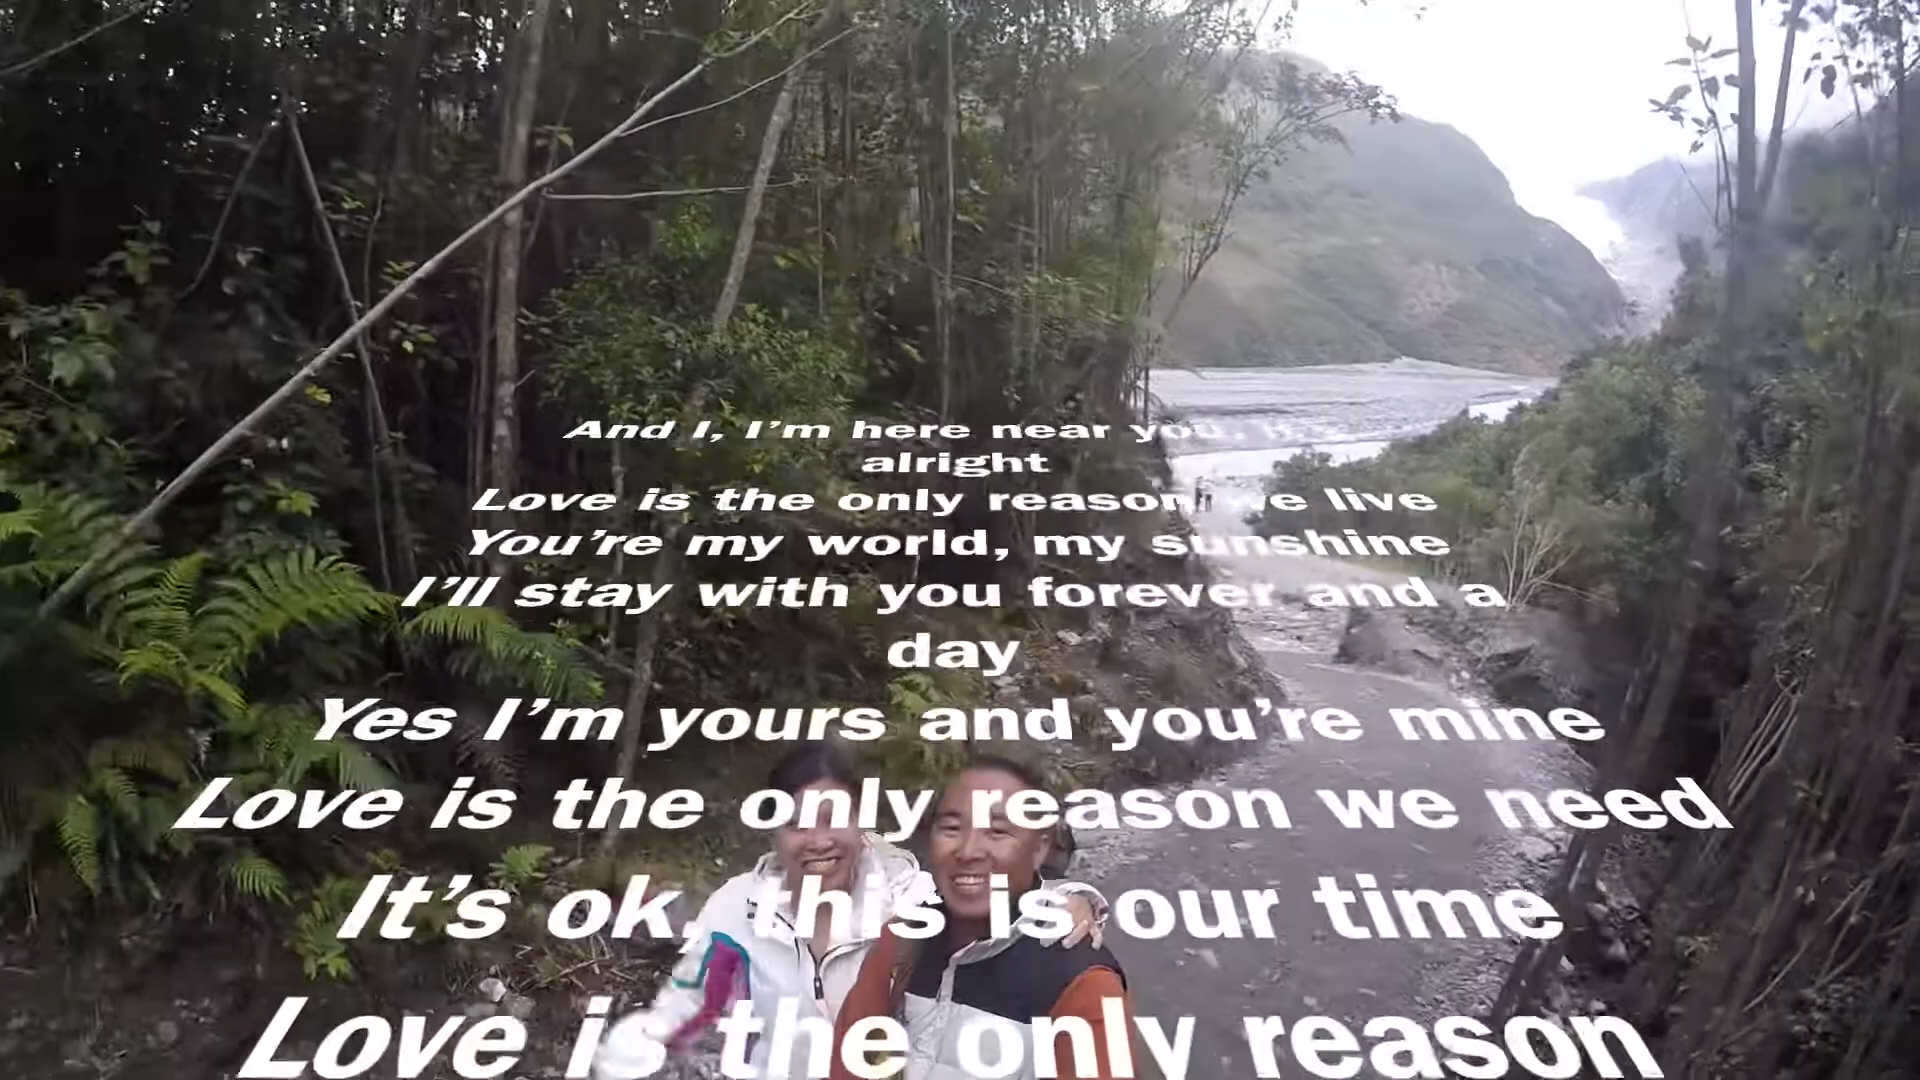 And I, I'm here near you.
alright
Love is the only reason we live
You're my world, my sunshine
I'll stay with you forever and a
day
Yes I'm yours and you're mine
Love is the only reason we need
It's ok, this is our time
Love is the only reason